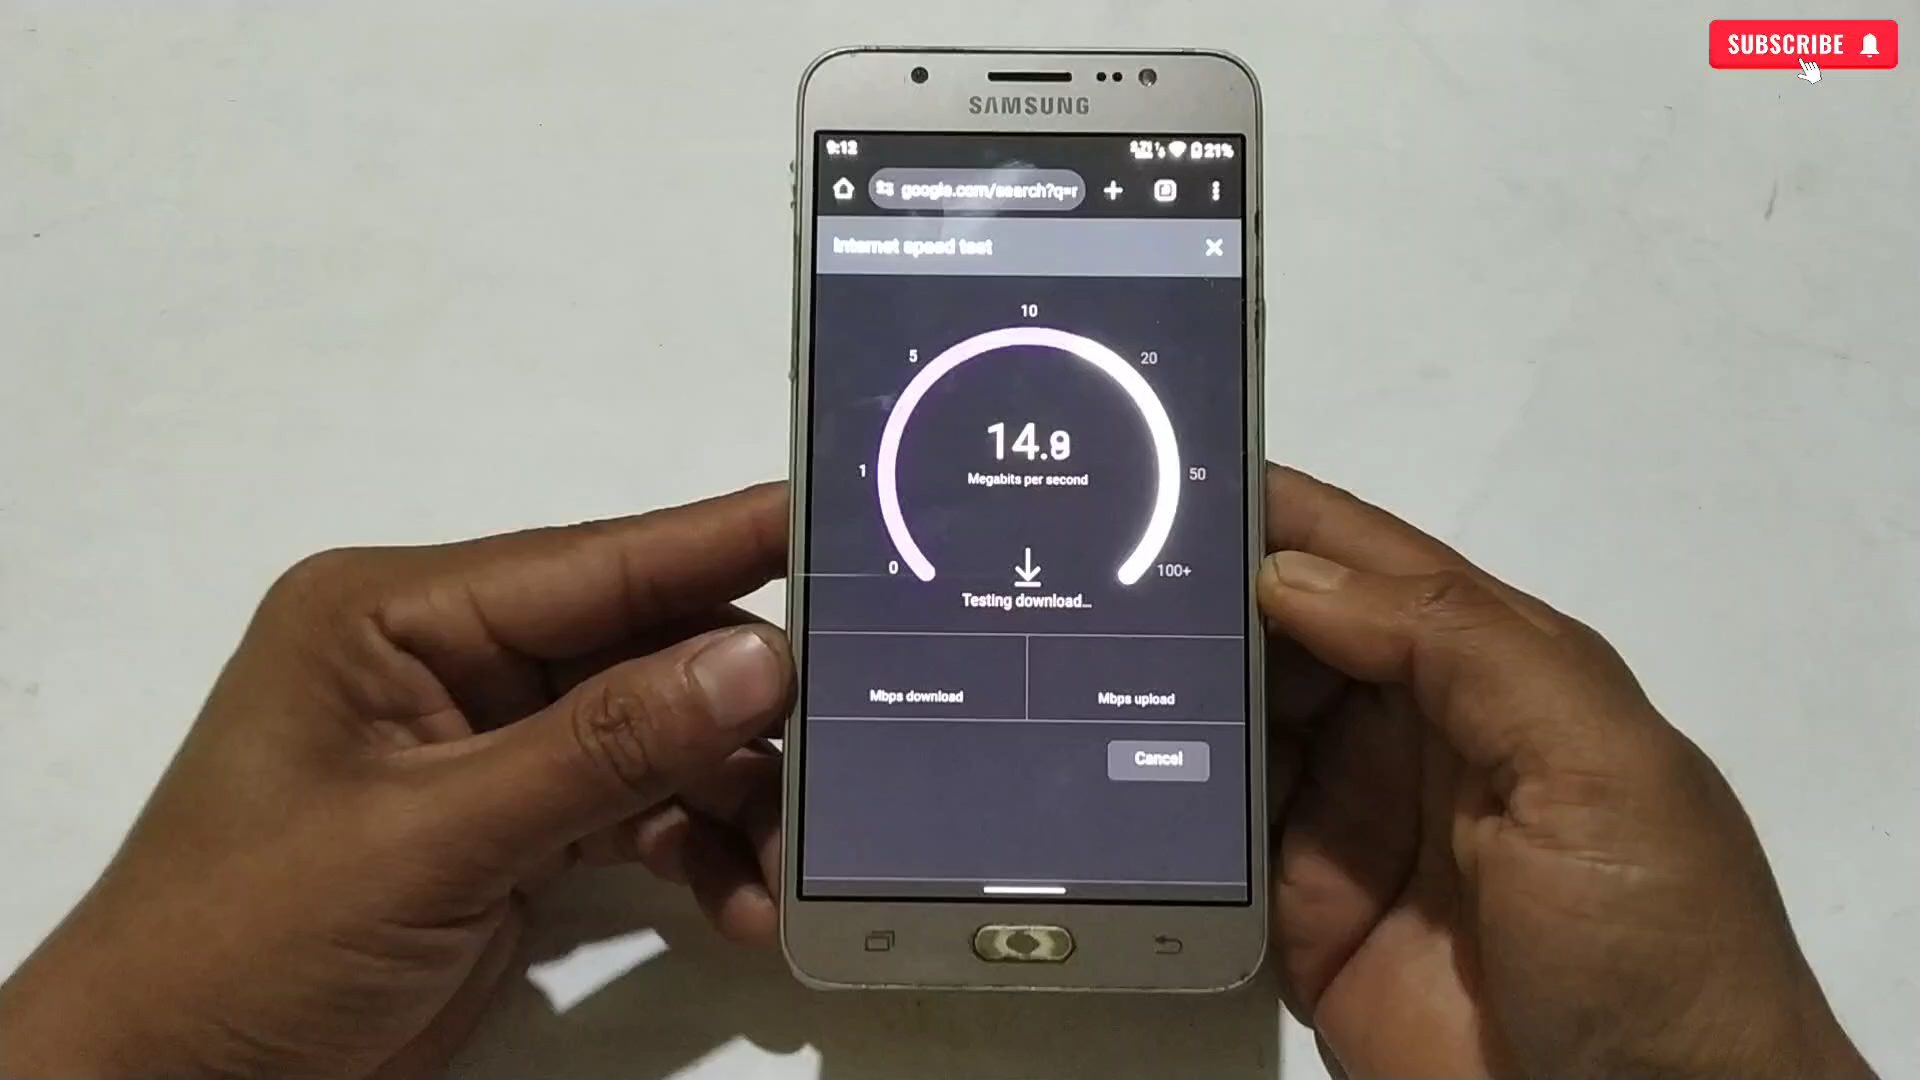 SUBSCRIBE
SAMSUNG
9:12
21%
google.com/search?q=r
Internet speed test
10
5
20
14.9
Megabits per second
1
50
0
100+
Testing download...
Mbps download
Mbps upload
Cancel